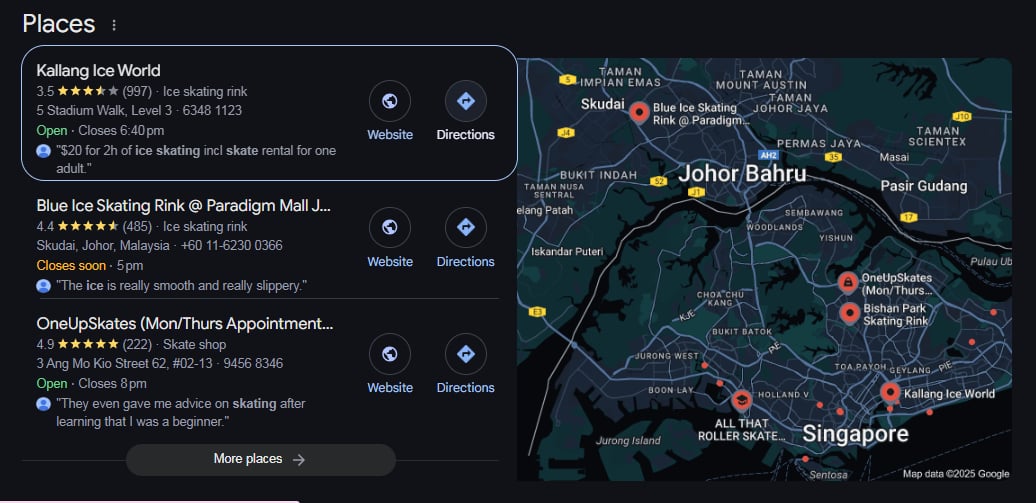 Places
Kallang Ice World
3.5 (997) · Ice skating rink
5 Stadium Walk, Level 3 · 6348 1123
Open · Closes 6:40 pm
"$20 for 2h of ice skating incl skate rental for one
adult."
Website
Directions
Blue Ice Skating Rink @ Paradigm Mall J...
4.4 (485) · Ice skating rink
Skudai, Johor, Malaysia · +60 11-6230 0366
Closes soon · 5 pm
"The ice is really smooth and really slippery."
Website
Directions
OneUpSkates (Mon/Thurs Appointment...
4.9 (222) · Skate shop
3 Ang Mo Kio Street 62, #02-13 · 9456 8346
Open · Closes 8 pm
"They even gave me advice on skating after
learning that I was a beginner."
Website
Directions
More places
TAMAN
IMPIAN EMAS
5
TAMAN
MOUNT AUSTIN
Skudai
Blue Ice Skating
Rink @ Paradigm...
TAMAN
JOHOR JAYA
J10
J4
TAMAN
SCIENTEX
PERMAS JAYA
AH2
35
Masai
BUKIT INDAH
52
Johor Bahru
Pasir Gudang
TAMAN NUSA
SENTRAL
J1
elang Patah
SEMBAWANG
17
WOODLANDS
YISHUN
Iskandar Puteri
Pulau Ub
OneUpSkates
(Mon/Thurs...
CHOA CHU
KANG
E3
KJE
Bishan Park
Skating Rink
BUKIT BATOK
PIE
JURONG WEST
TOA PAYOH
GEYLANG
PIE
BOON LAY
HOLLAND V
Kallang Ice World
ALL THAT
ROLLER SKATE...
Singapore
Jurong Island
Sentosa
Map data ©2025 Google